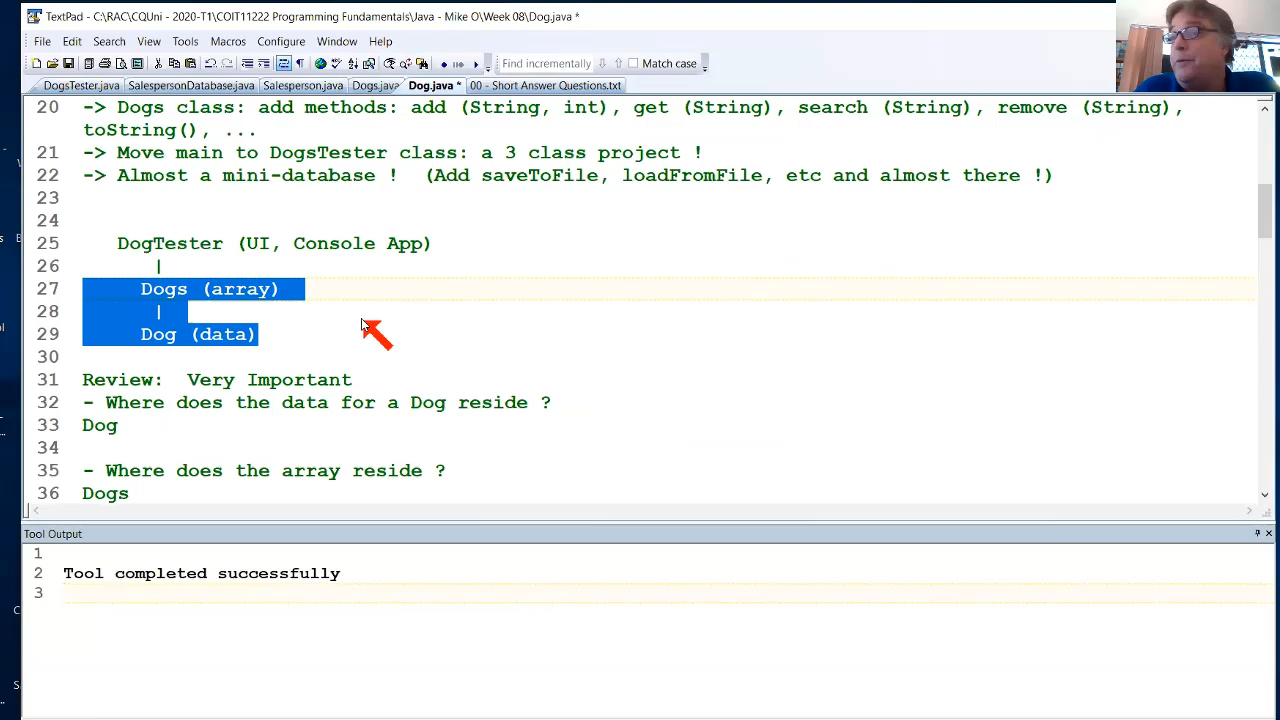 TextPad - C:\RAC\CQUni - 2020-T1\COIT11222 Programming Fundamentals\Java - Mike O\Week 08\Dog.java *
File Edit Search View Tools Macros Configure Window Help
Find incrementally Match case
DogsTester.java SalespersonDatabase.java Salesperson.java Dogs.java Dog.java * 00 - Short Answer Questions.txt
20 -> Dogs class: add methods: add (String, int), get (String), search (String), remove (String),
toString(), ...
21 -> Move main to DogsTester class: a 3 class project !
22 -> Almost a mini-database ! (Add saveToFile, loadFromFile, etc and almost there !)
23
24
25 DogTester (UI, Console App)
26 |
27 Dogs (array)
28 |
29 Dog (data)
30
31 Review: Very Important
32 - Where does the data for a Dog reside ?
33 Dog
34
35 - Where does the array reside ?
36 Dogs
Tool Output
1
2 Tool completed successfully
3